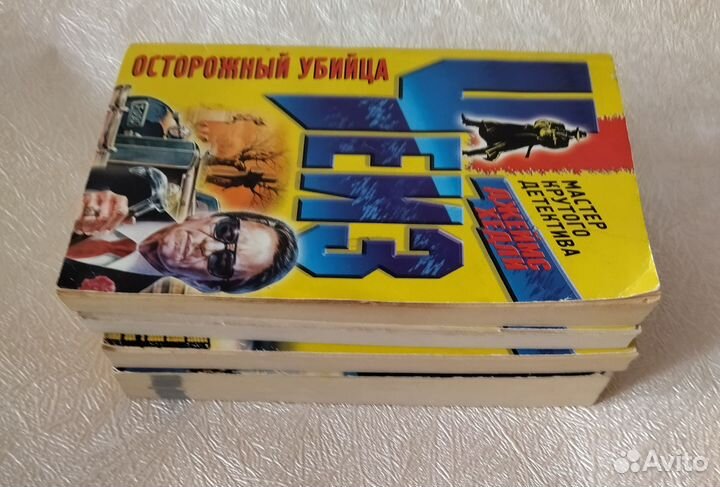 ОСТОРОЖНЫЙ УБИЙЦА
ЧЕЙЗ
ДЖЕЙМС
ХЕДЛИ
МАСТЕР
КРУТОГО
ДЕТЕКТИВА
Avito